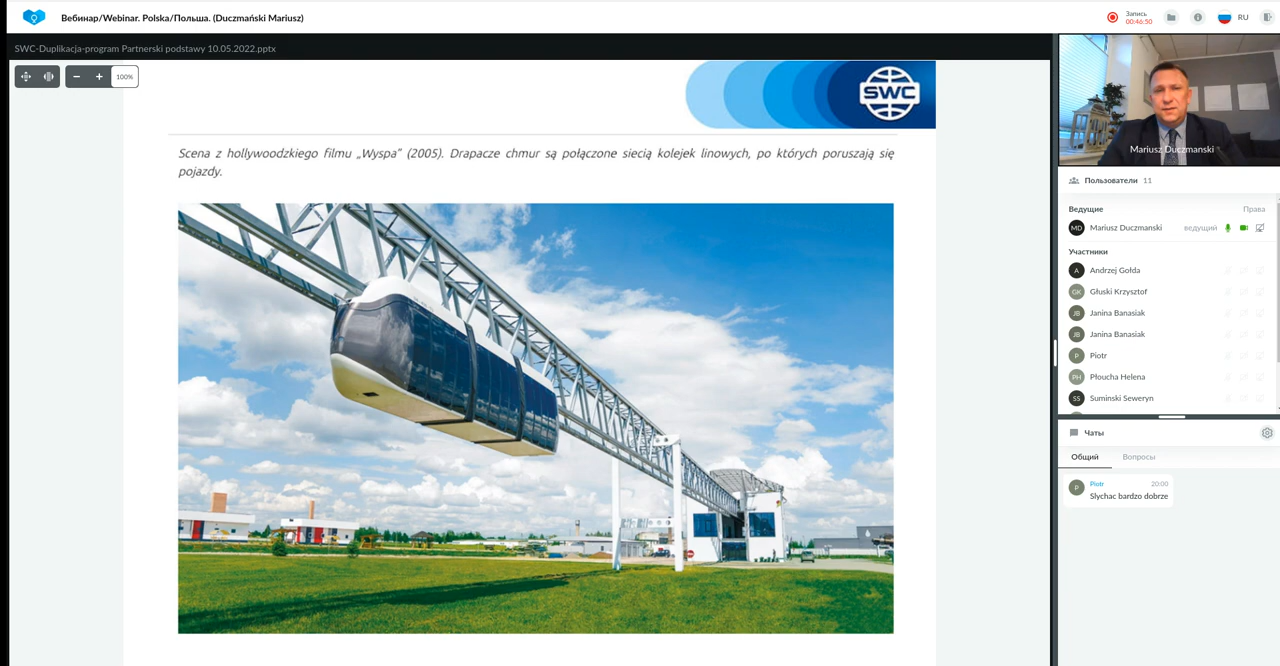 Вебинар/Webinar. Polska/Польша. (Duczmański Mariusz)
Запись
00:46:50
RU
SWC-Duplikacja-program Partnerski podstawy 10.05.2022.pptx
100%
SWC
Scena z hollywoodzkiego filmu „Wyspa” (2005). Drapacze chmur są połączone siecią kolejek linowych, po których poruszają się
pojazdy.
Mariusz Duczmanski
Пользователи 11
Ведущие Права
MD Mariusz Duczmanski ведущий
Участники
A Andrzej Gołda
GK Głuski Krzysztof
JB Janina Banasiak
JB Janina Banasiak
P Piotr
PH Płoucha Helena
SS Suminski Seweryn
Чаты
Общий Вопросы
P Piotr 20:00
Slychac bardzo dobrze